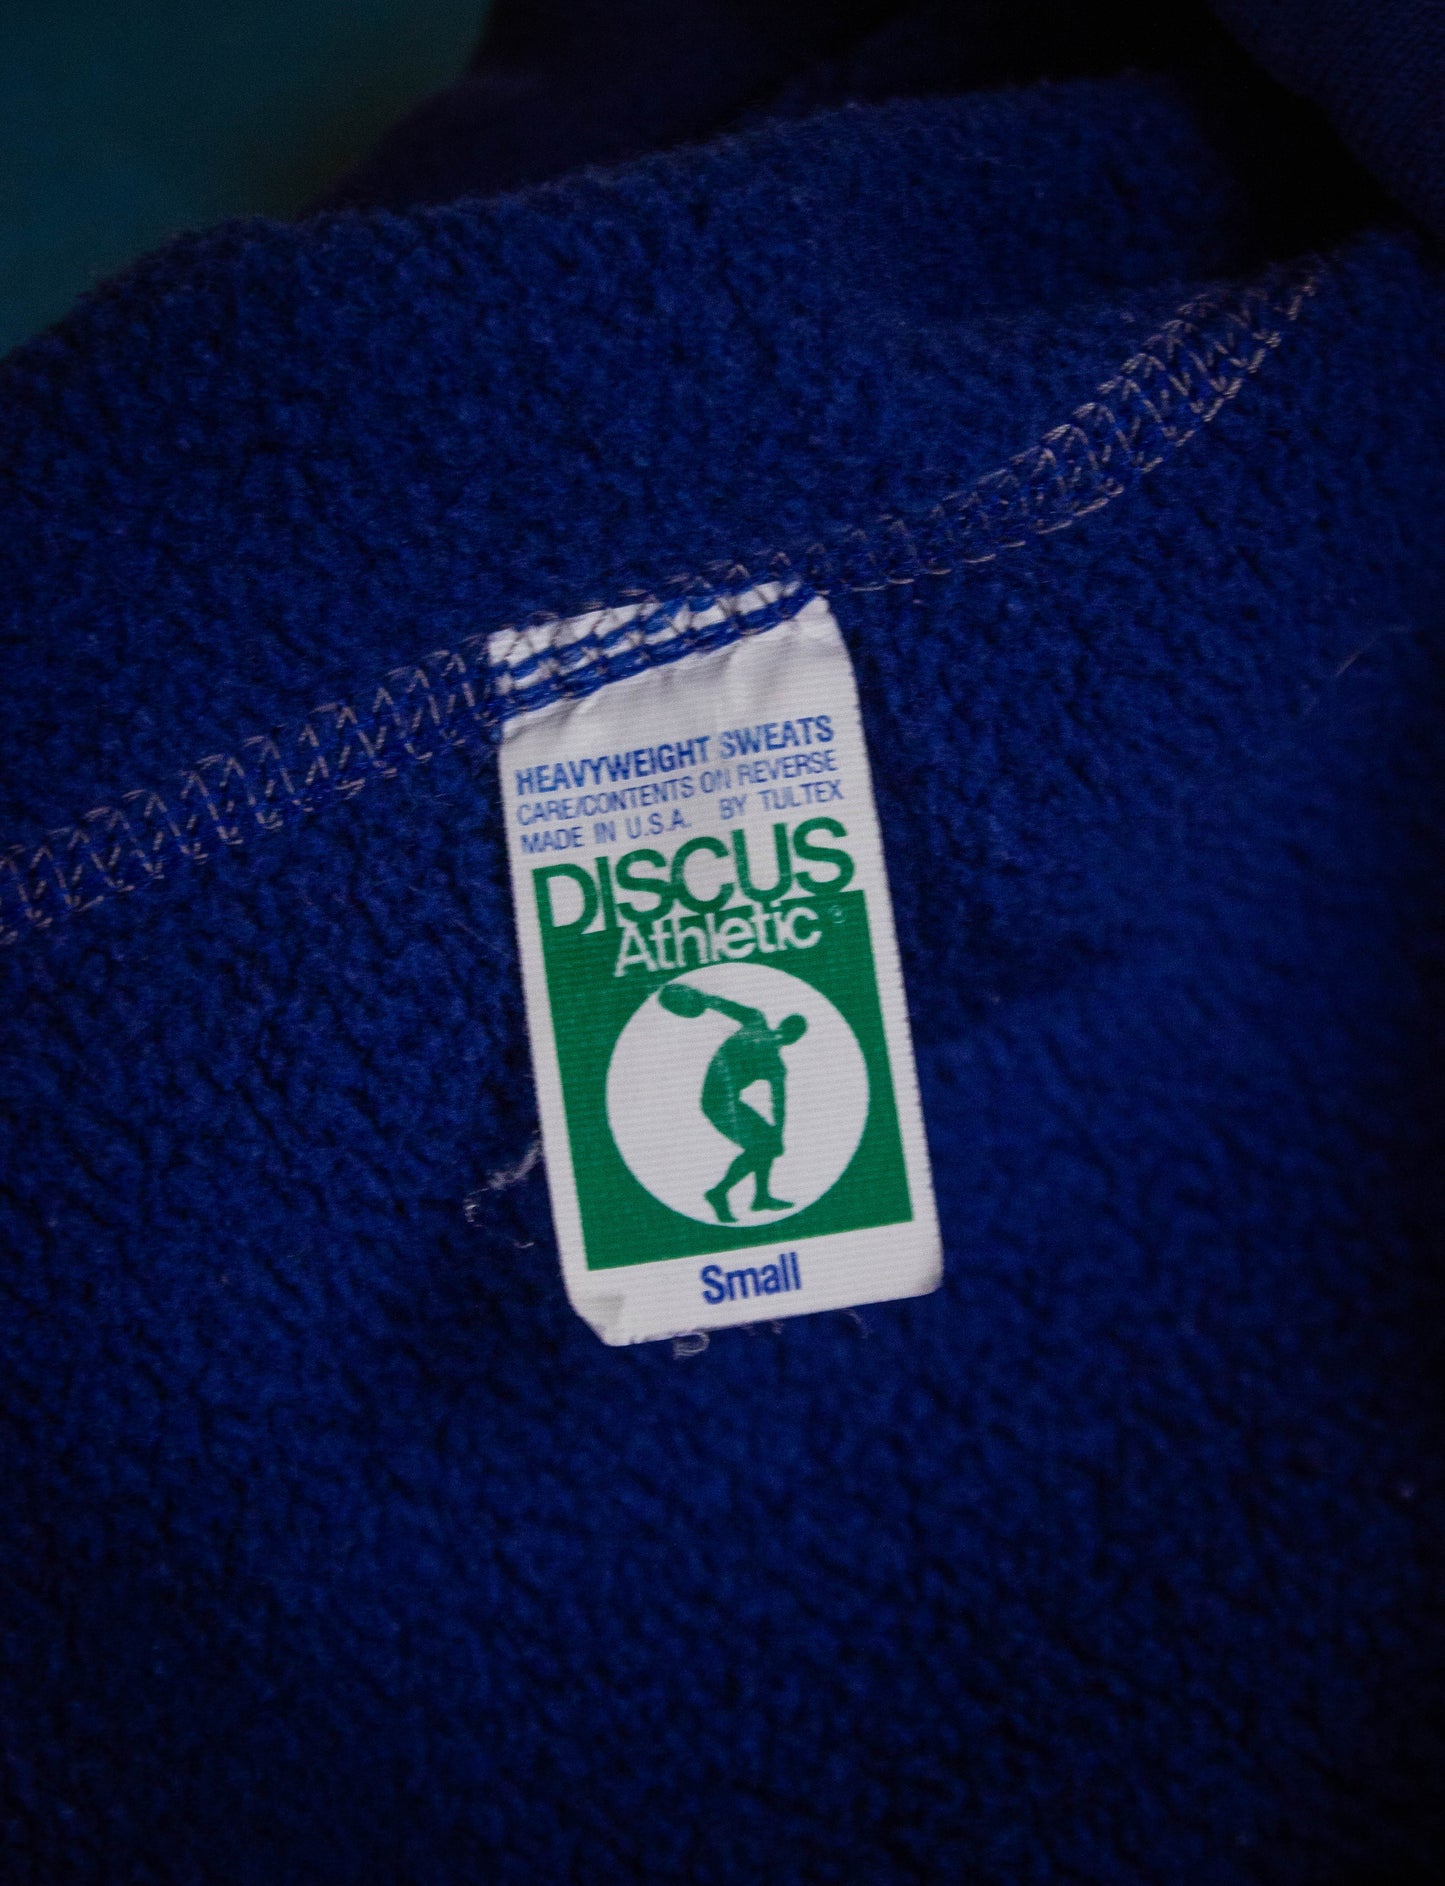 HEAVYWEIGHT SWEATS
CARE/CONTENTS ON REVERSE
MADE IN U.S.A. BY TULTEX
DISCUS
Athletic ®
Small